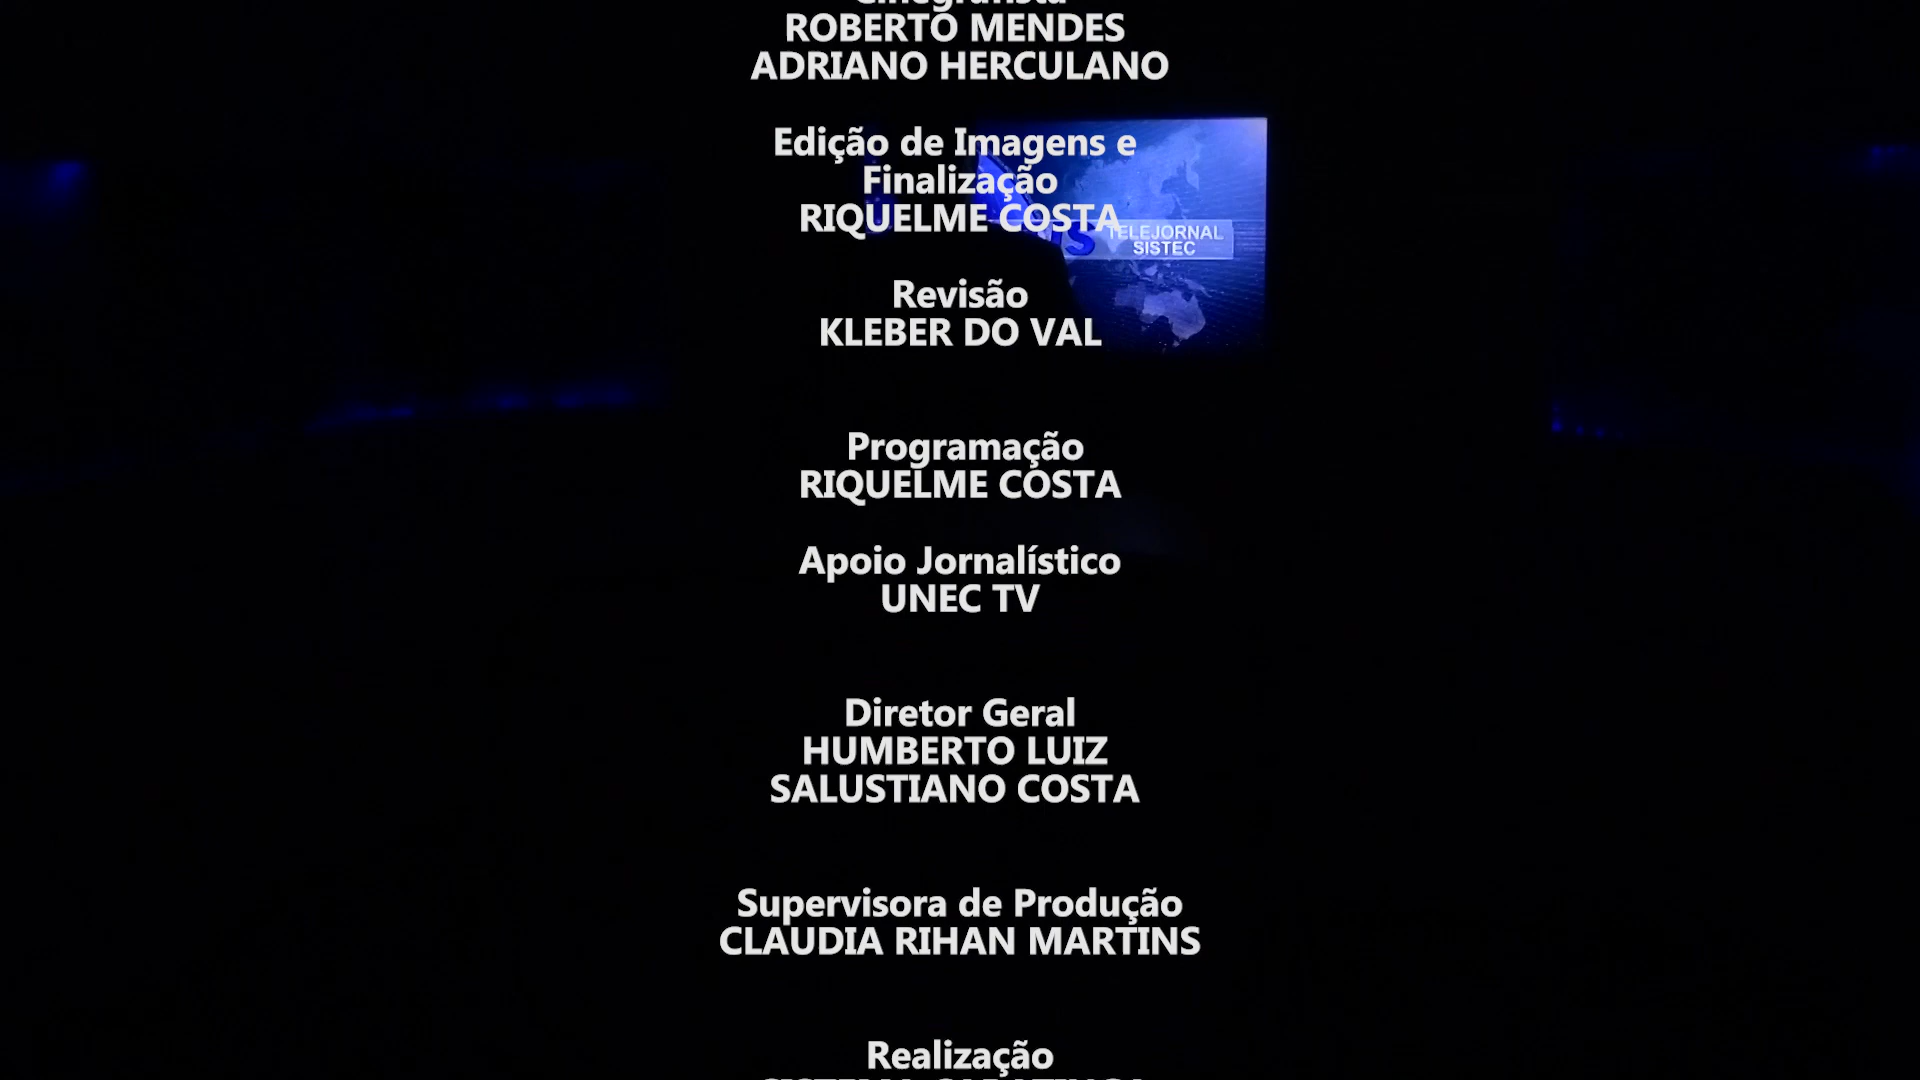 Cinegrafista
ROBERTO MENDES
ADRIANO HERCULANO
Edição de Imagens e
Finalização
RIQUELME COSTA
TELEJORNAL
SISTEC
Revisão
KLEBER DO VAL
Programação
RIQUELME COSTA
Apoio Jornalístico
UNEC TV
Diretor Geral
HUMBERTO LUIZ
SALUSTIANO COSTA
Supervisora de Produção
CLAUDIA RIHAN MARTINS
Realização